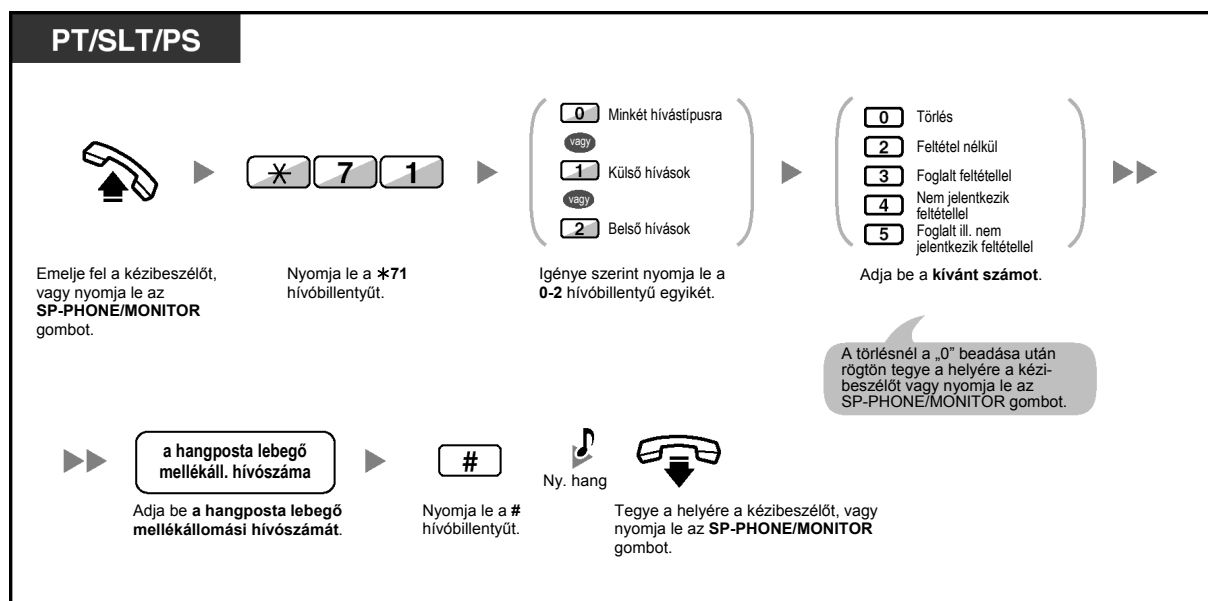 PT/SLT/PS
0 Minkét hívástípusra
vagy
1 Külső hívások
vagy
2 Belső hívások
0 Törlés
2 Feltétel nélkül
3 Foglalt feltétellel
4 Nem jelentkezik
feltétellel
5 Foglalt ill. nem
jelentkezik feltétellel
* 7 1
Emelje fel a kézibeszélőt,
vagy nyomja le az
SP-PHONE/MONITOR
gombot.
Nyomja le a *71
hívóbillentyűt.
Igénye szerint nyomja le a
0-2 hívóbillentyű egyikét.
Adja be a kívánt számot.
A törlésnél a „0” beadása után
rögtön tegye a helyére a kézi-
beszélőt vagy nyomja le az
SP-PHONE/MONITOR gombot.
a hangposta lebegő
mellékáll. hívószáma
#
Ny. hang
Adja be a hangposta lebegő
mellékállomási hívószámát.
Nyomja le a #
hívóbillentyűt.
Tegye a helyére a kézibeszélőt, vagy
nyomja le az SP-PHONE/MONITOR
gombot.